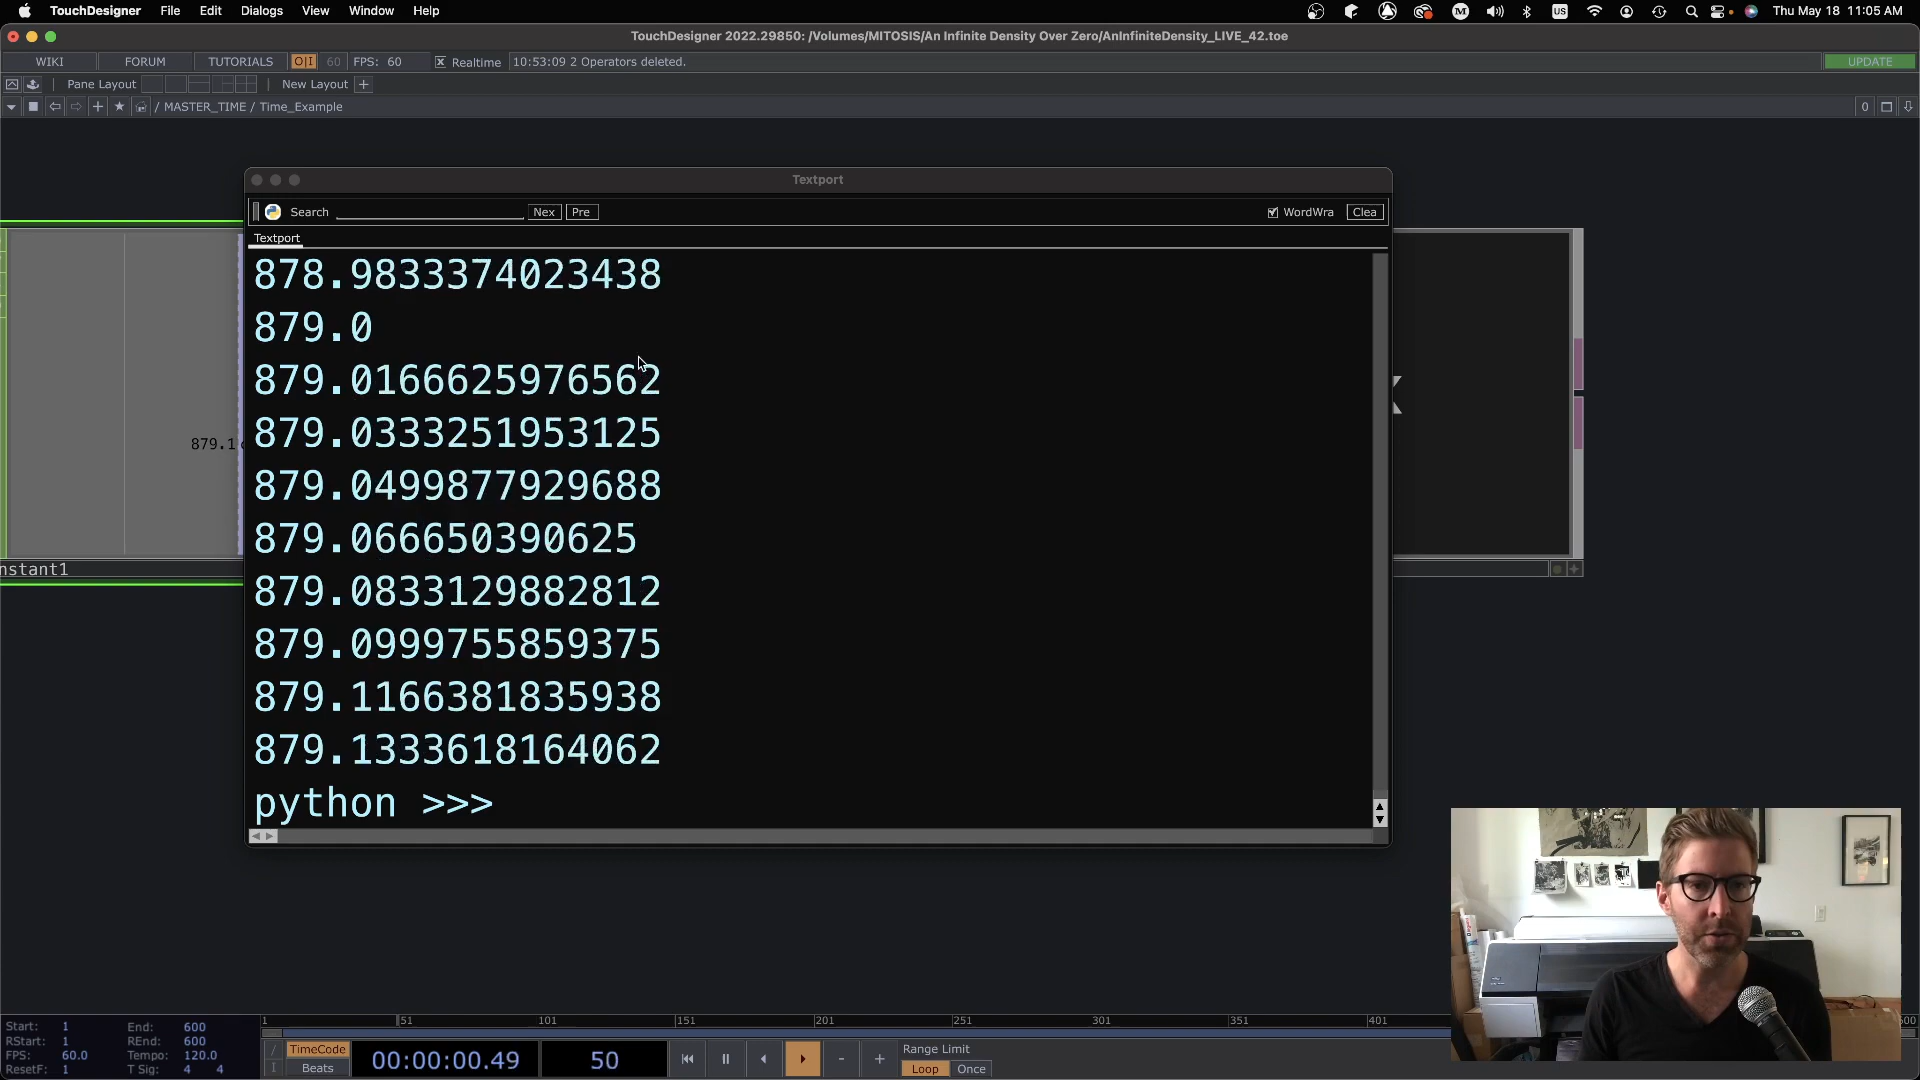 TouchDesigner File Edit Dialogs View Window Help
US Thu May 18 11:05 AM
TouchDesigner 2022.29850: /Volumes/MITOSIS/An Infinite Density Over Zero/AnInfiniteDensity_LIVE_42.toe
WIKI FORUM TUTORIALS O|I 60 FPS: 60 X Realtime 10:53:09 2 Operators deleted. UPDATE
Pane Layout New Layout +
/ MASTER_TIME / Time_Example 0
Textport
Search Nex Pre WordWra Clea
Textport
878.9833374023438
879.0
879.0166625976562
879.0333251953125
879.1
879.0499877929688
879.066650390625
nstant1
879.0833129882812
879.0999755859375
879.1166381835938
879.1333618164062
python >>>
1 51 101 151 201 251 301 351 401
Start: 1 End: 600
RStart: 1 REnd: 600
FPS: 60.0 Tempo: 120.0
ResetF: 1 T Sig: 4 4
TimeCode
Beats
00:00:00.49 50
- +
Range Limit
Loop Once